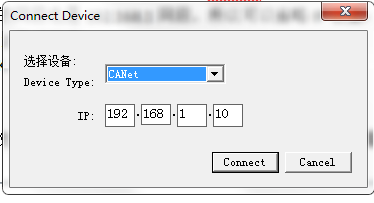 Connect Device
选择设备:
Device Type: CANet
IP: 192 . 168 . 1 . 10
Connect Cancel